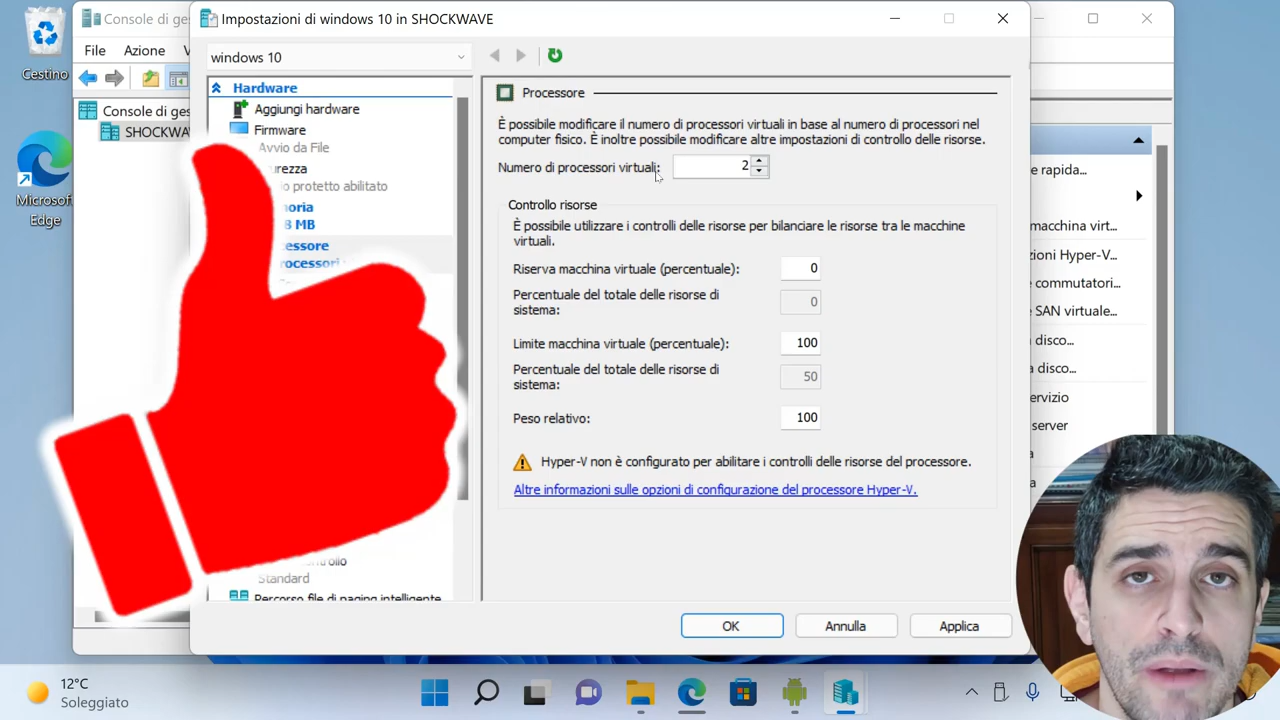 Cestino
Microsoft
Edge
Console di ge
File
Azione
Console di ges
SHOCKWA
Impostazioni di windows 10 in SHOCKWAVE
windows 10
Hardware
Aggiungi hardware
Firmware
Avvio da File
urezza
o protetto abilitato
oria
8 MB
essore
rocessori
ntrollo
Standard
Percorso file di paging intelligente
Processore
È possibile modificare il numero di processori virtuali in base al numero di processori nel
computer fisico. È inoltre possibile modificare altre impostazioni di controllo delle risorse.
Numero di processori virtuali: 2
Controllo risorse
È possibile utilizzare i controlli delle risorse per bilanciare le risorse tra le macchine
virtuali.
Riserva macchina virtuale (percentuale): 0
Percentuale del totale delle risorse di
sistema: 0
Limite macchina virtuale (percentuale): 100
Percentuale del totale delle risorse di
sistema: 50
Peso relativo: 100
Hyper-V non è configurato per abilitare i controlli delle risorse del processore.
Altre informazioni sulle opzioni di configurazione del processore Hyper-V.
OK
Annulla
Applica
e rapida...
macchina virt...
zioni Hyper-V...
e commutatori...
e SAN virtuale...
disco...
a disco...
ervizio
server
12°C
Soleggiato